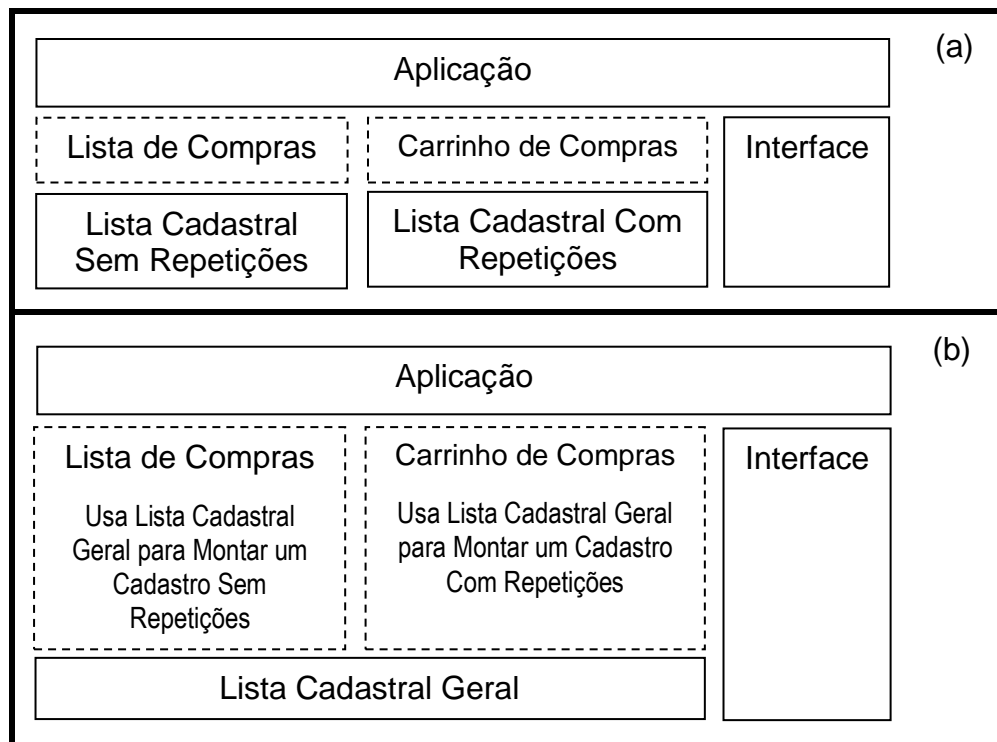 (a)
Aplicação
Lista de Compras
Carrinho de Compras
Interface
Lista Cadastral
Sem Repetições
Lista Cadastral Com
Repetições
(b)
Aplicação
Lista de Compras
Usa Lista Cadastral
Geral para Montar um
Cadastro Sem
Repetições
Carrinho de Compras
Usa Lista Cadastral Geral
para Montar um Cadastro
Com Repetições
Interface
Lista Cadastral Geral